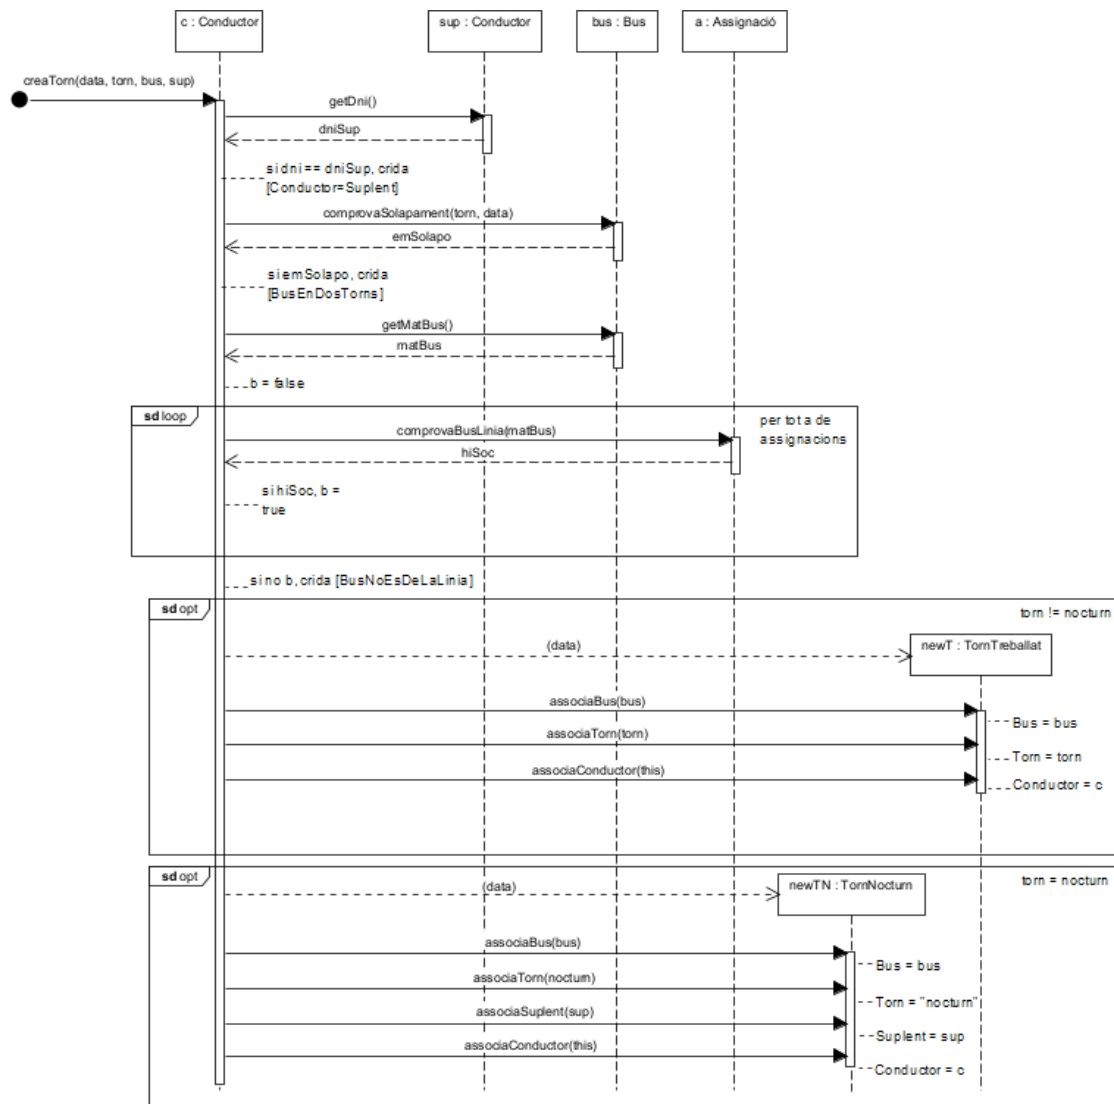 c : Conductor
sup : Conductor
bus : Bus
a : Assignació
creaTorn(data, torn, bus, sup)
getDni()
dniSup
si dni == dniSup, crida
[Conductor=Suplent]
comprovaSolapament(torn, data)
emSolapo
si emSolapo, crida
[BusEnDosTorns]
getMatBus()
matBus
b = false
sd loop
per tot a de
assignacions
comprovaBusLinia(matBus)
hiSoc
si hiSoc, b =
true
si no b, crida [BusNoEsDeLaLinia]
sd opt
torn != nocturn
(data)
newT : TornTreballat
associaBus(bus)
Bus = bus
associaTorn(torn)
Torn = torn
associaConductor(this)
Conductor = c
sd opt
torn = nocturn
(data)
newTN : TornNocturn
associaBus(bus)
Bus = bus
associaTorn(nocturn)
Torn = "nocturn"
associaSuplent(sup)
Suplent = sup
associaConductor(this)
Conductor = c